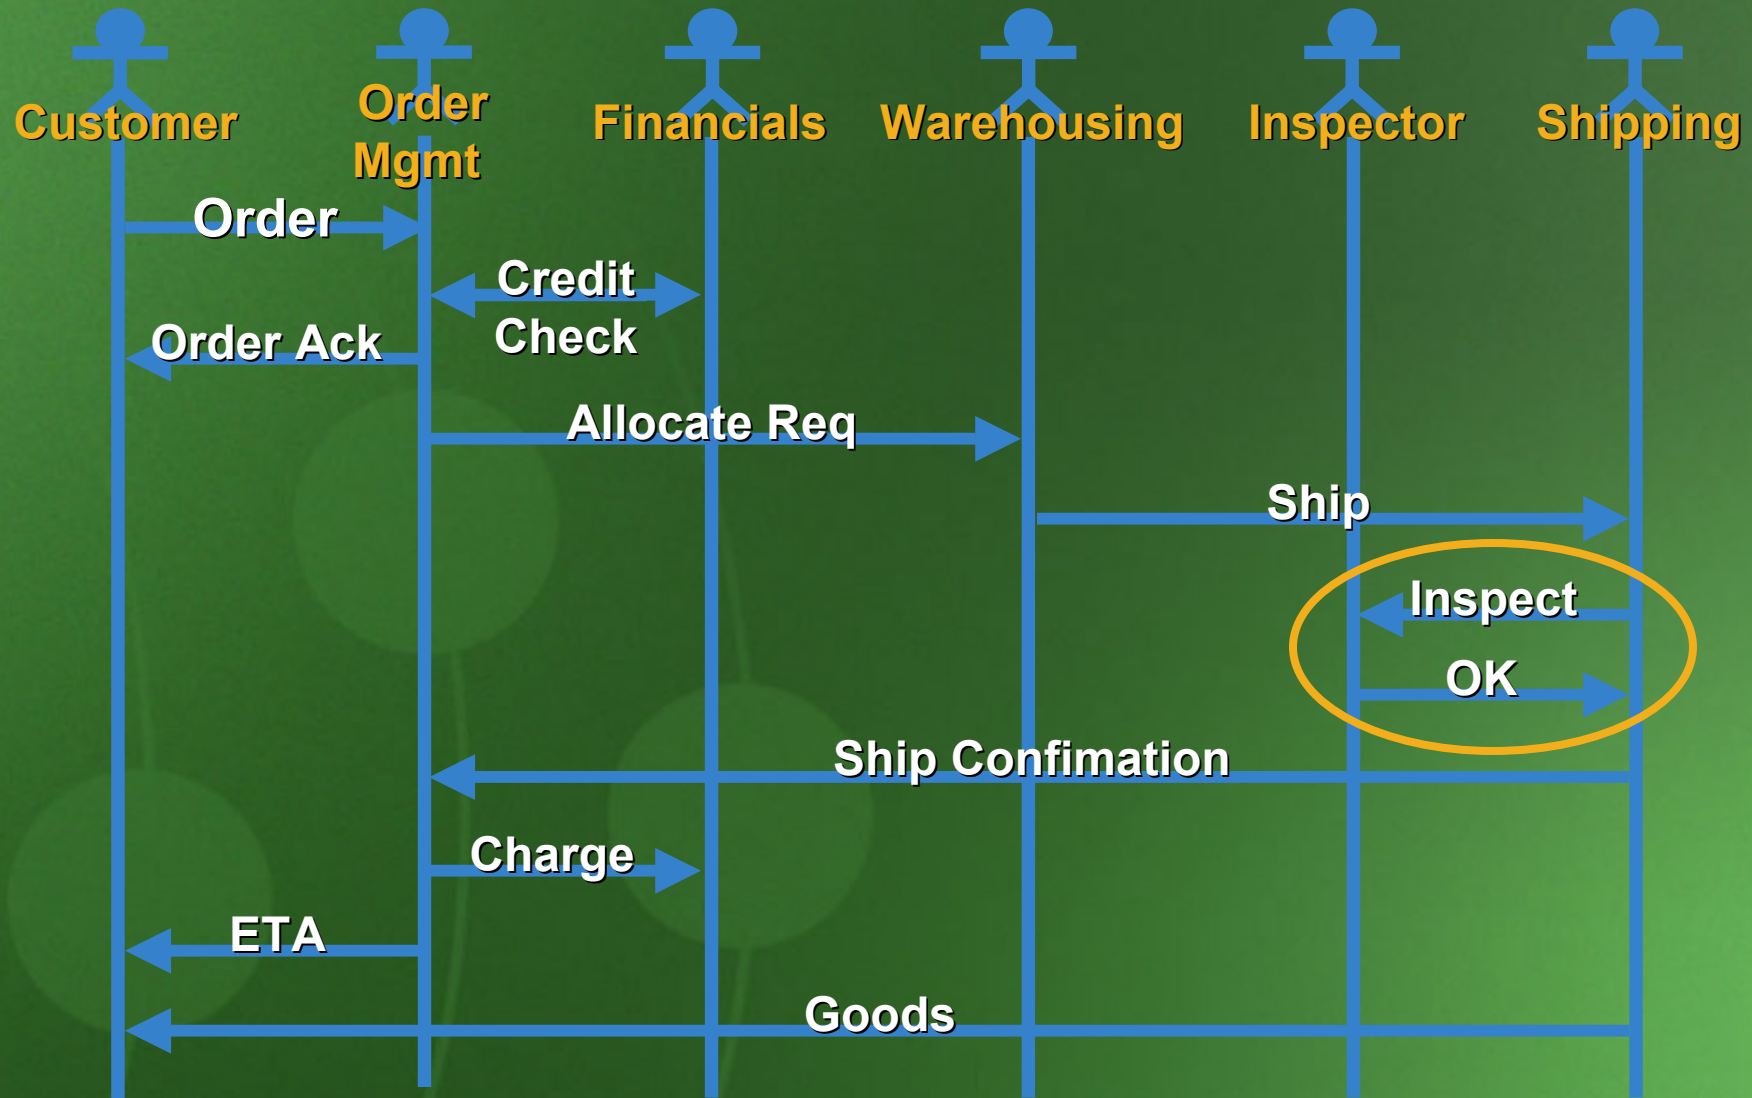 Customer
Order
Mgmt
Financials
Warehousing
Inspector
Shipping
Order
Credit
Check
Order Ack
Allocate Req
Ship
Inspect
OK
Ship Confimation
Charge
ETA
Goods